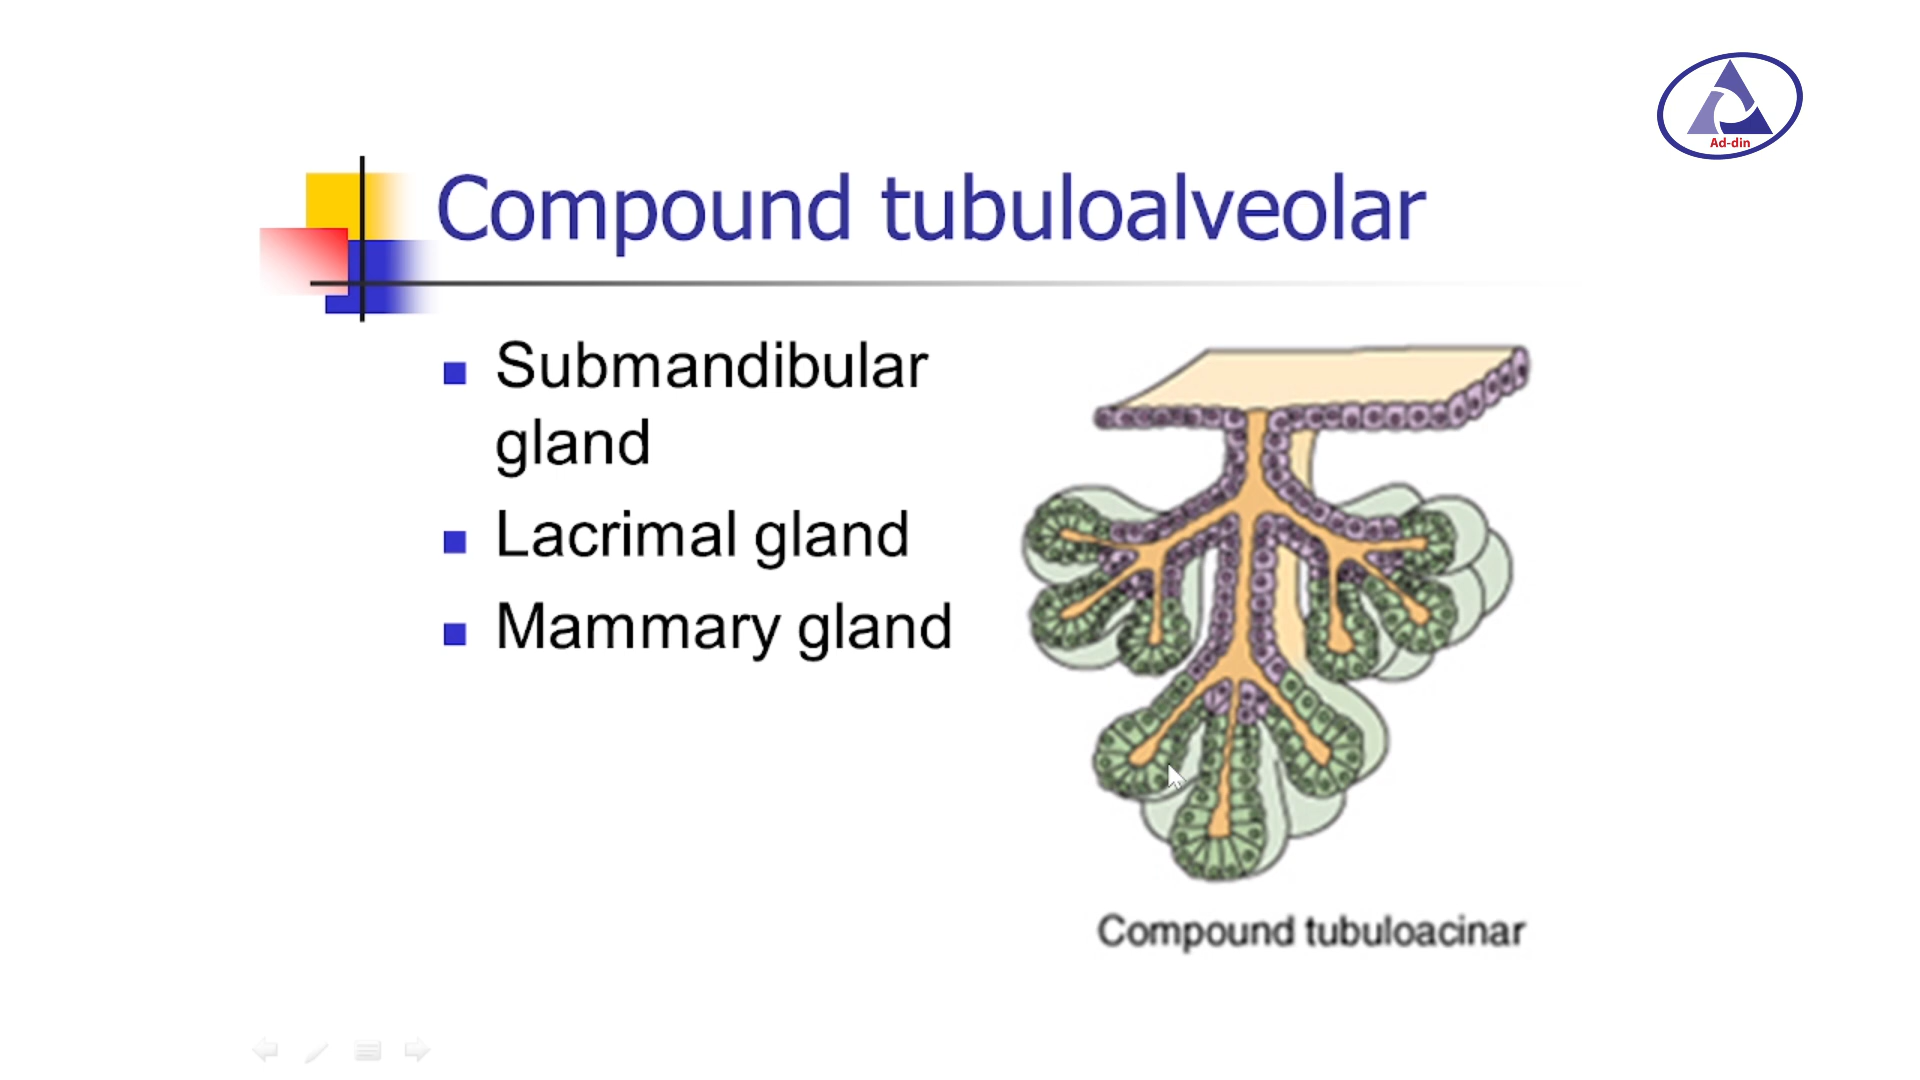 Ad-din
Compound tubuloalveolar
Submandibular
gland
Lacrimal gland
Mammary gland
Compound tubuloacinar